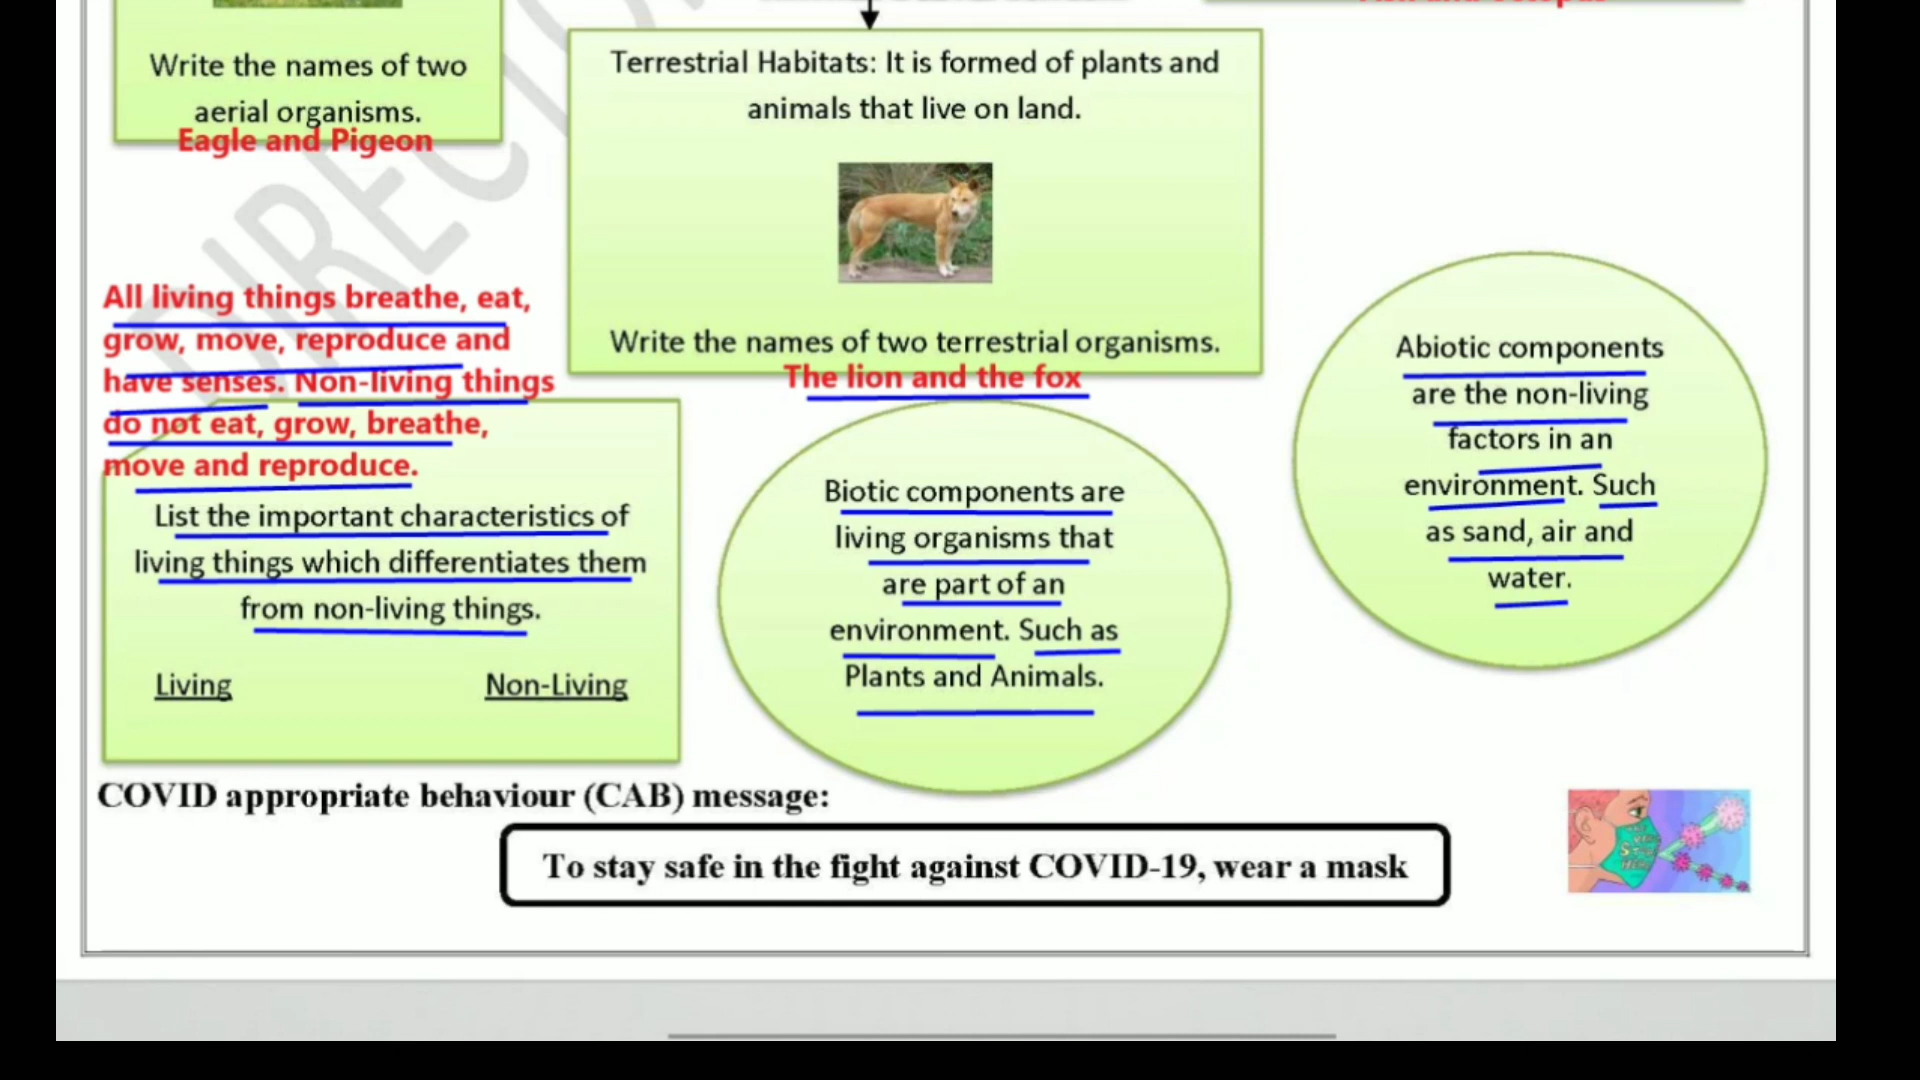 Fish and Octopus
Write the names of two
aerial organisms.
Eagle and Pigeon
Terrestrial Habitats: It is formed of plants and
animals that live on land.
Write the names of two terrestrial organisms.
The lion and the fox
All living things breathe, eat,
grow, move, reproduce and
have senses. Non-living things
do not eat, grow, breathe,
move and reproduce.
List the important characteristics of
living things which differentiates them
from non-living things.
Living Non-Living
Biotic components are
living organisms that
are part of an
environment. Such as
Plants and Animals.
Abiotic components
are the non-living
factors in an
environment. Such
as sand, air and
water.
COVID appropriate behaviour (CAB) message:
To stay safe in the fight against COVID-19, wear a mask